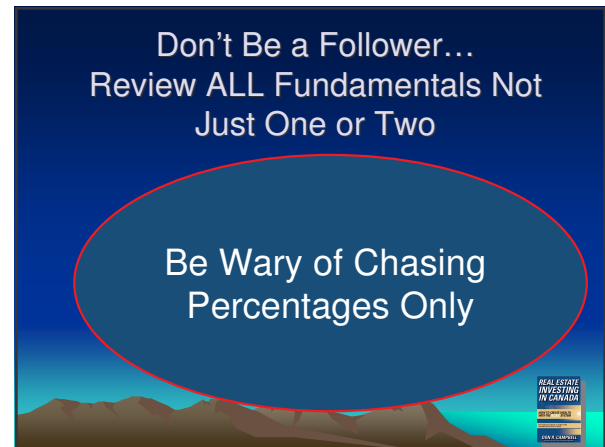 Don't Be a Follower…
Review ALL Fundamentals Not
Just One or Two
Be Wary of Chasing
Percentages Only
REAL ESTATE
INVESTING
IN CANADA
DON R. CAMPBELL